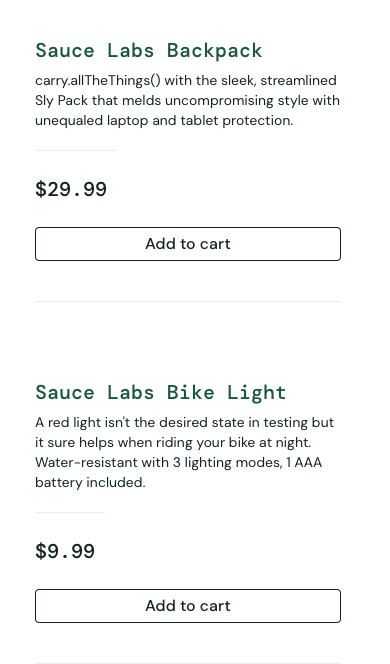 Sauce Labs Backpack
carry.allTheThings() with the sleek, streamlined
Sly Pack that melds uncompromising style with
unequaled laptop and tablet protection.
$29.99
Add to cart
Sauce Labs Bike Light
A red light isn't the desired state in testing but
it sure helps when riding your bike at night.
Water-resistant with 3 lighting modes, 1 AAA
battery included.
$9.99
Add to cart